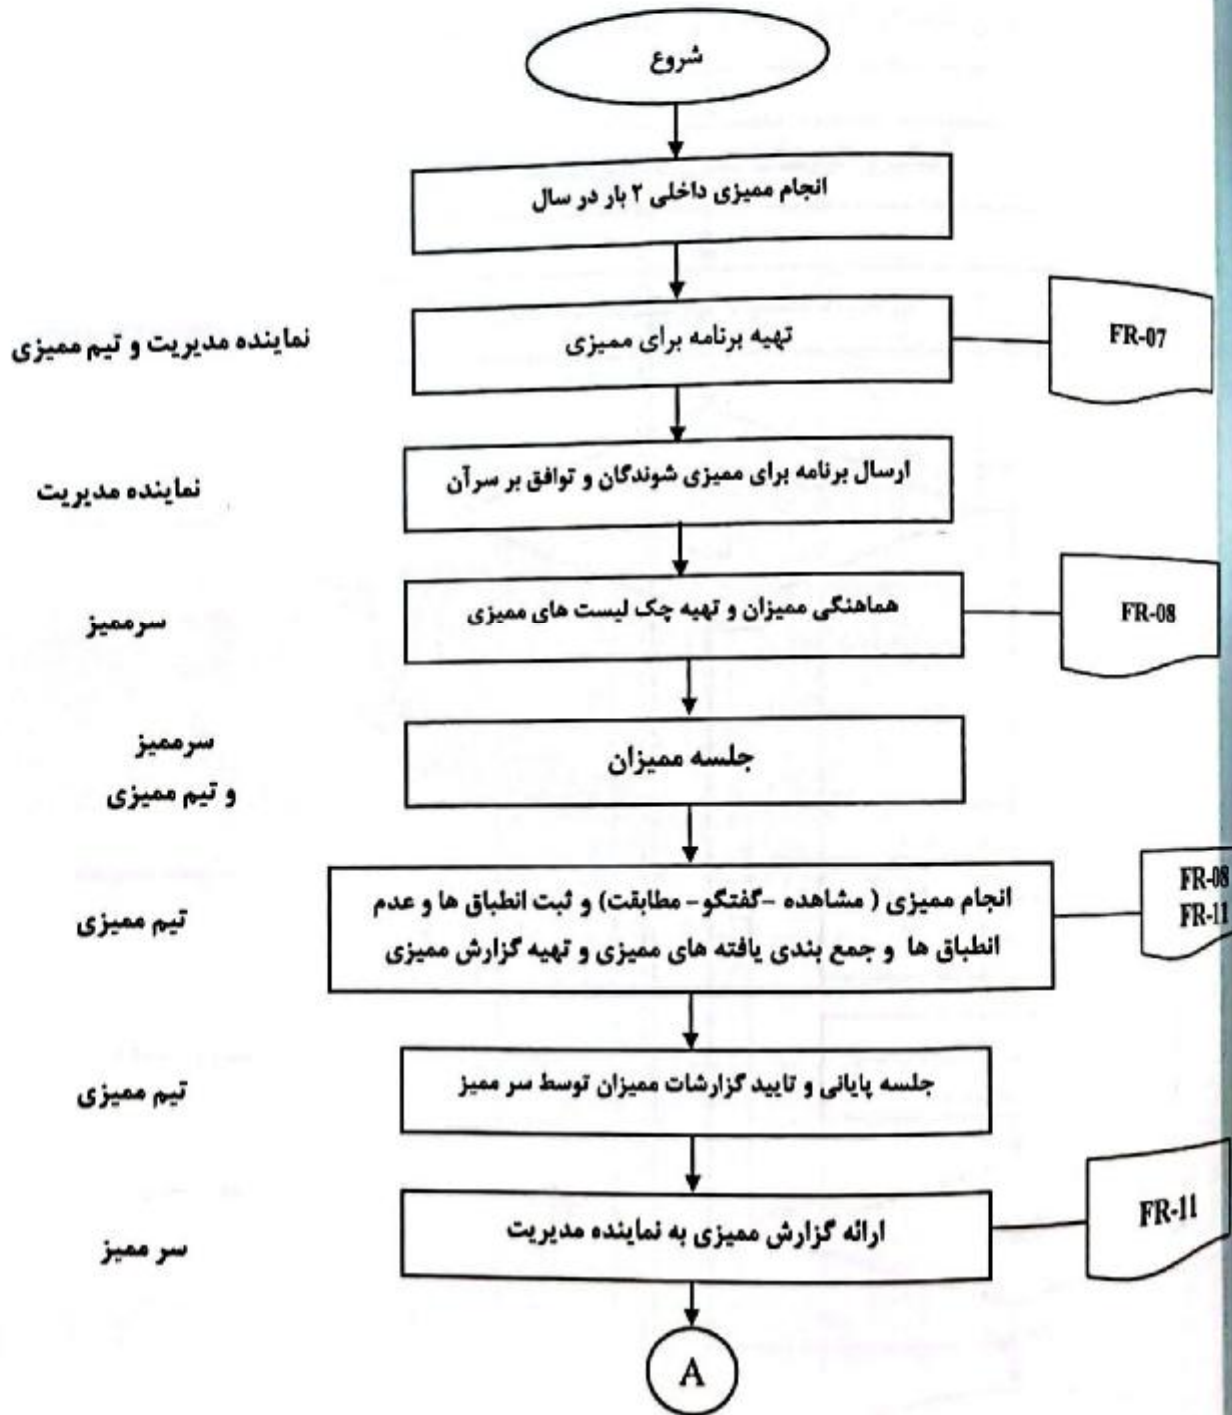 شروع
انجام ممیزی داخلی ۲ بار در سال
تهیه برنامه برای ممیزی
FR-07
نماینده مدیریت و تیم ممیزی
ارسال برنامه برای ممیزی شوندگان و توافق بر سرآن
نماینده مدیریت
هماهنگی ممیزان و تهیه چک لیست های ممیزی
FR-08
سرممیز
جلسه ممیزان
سرممیز
و تیم ممیزی
انجام ممیزی ( مشاهده -گفتگو- مطابقت) و ثبت انطباق ها و عدم
انطباق ها و جمع بندی یافته های ممیزی و تهیه گزارش ممیزی
FR-08
FR-11
تیم ممیزی
جلسه پایانی و تایید گزارشات ممیزان توسط سر ممیز
تیم ممیزی
ارائه گزارش ممیزی به نماینده مدیریت
FR-11
سر ممیز
A